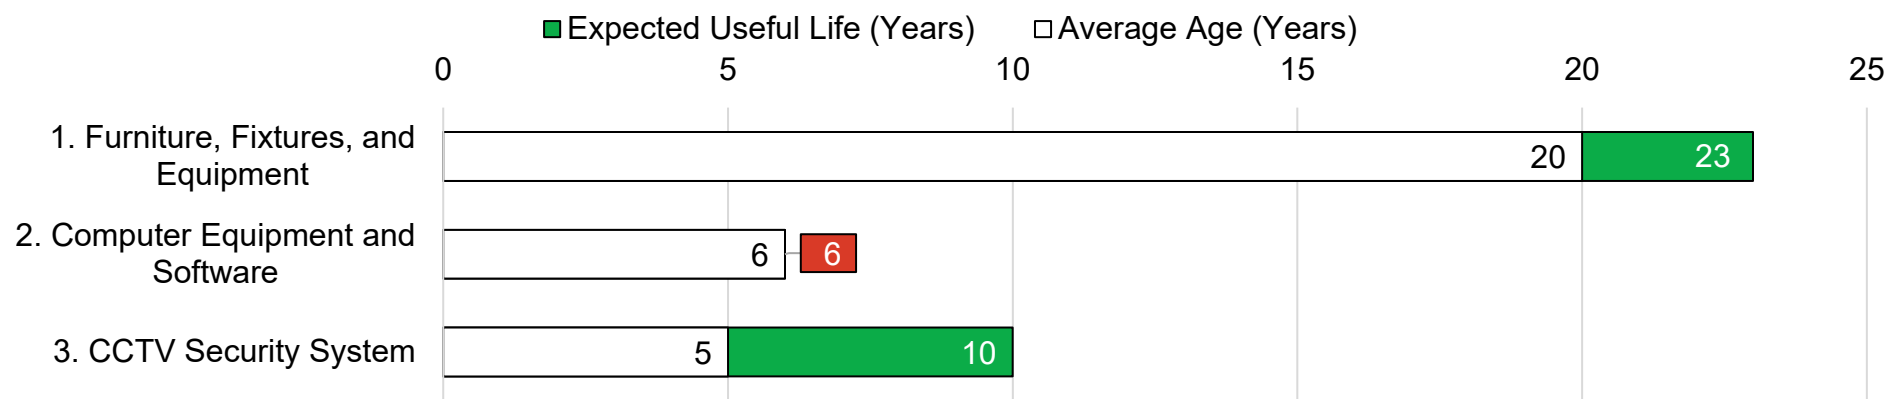 Expected Useful Life (Years) Average Age (Years)
0 5 10 15 20 25
1. Furniture, Fixtures, and
Equipment
20 23
2. Computer Equipment and
Software
6 6
3. CCTV Security System
5 10